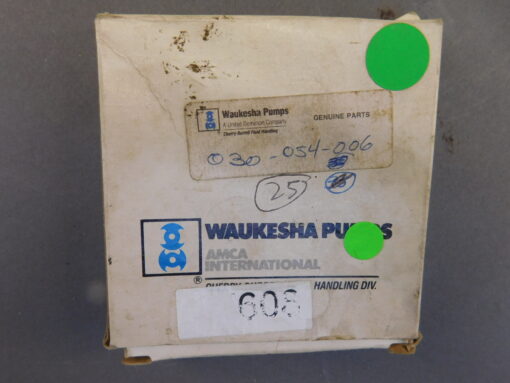 Waukesha Pumps
A United Dominion Company
Cherry-Burrell Fluid Handling
GENUINE PARTS
030-054-006
25
WAUKESHA PUMPS
AMCA
INTERNATIONAL
® HANDLING DIV.
608